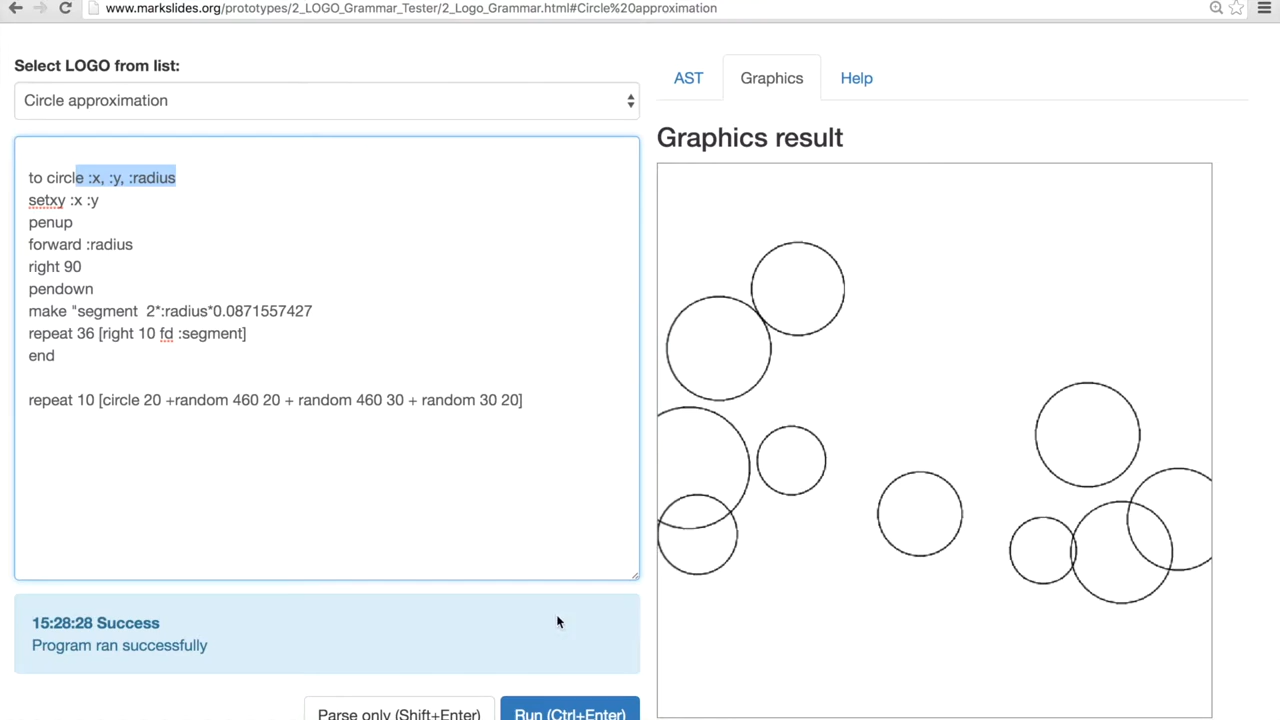 www.markslides.org/prototypes/2_LOGO_Grammar_Tester/2_Logo_Grammar.html#Circle%20approximation
Select LOGO from list:
Circle approximation
to circle :x, :y, :radius
setxy :x :y
penup
forward :radius
right 90
pendown
make "segment  2*:radius*0.0871557427
repeat 36 [right 10 fd :segment]
end
repeat 10 [circle 20 +random 460 20 + random 460 30 + random 30 20]
15:28:28 Success
Program ran successfully
Parse only (Shift+Enter)
Run (Ctrl+Enter)
AST
Graphics
Help
Graphics result